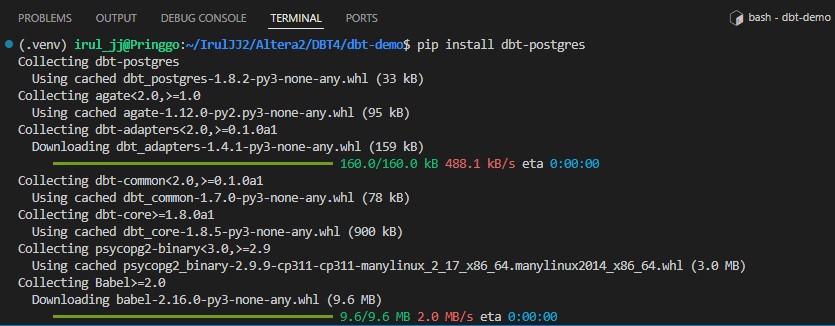 PROBLEMS OUTPUT DEBUG CONSOLE TERMINAL PORTS bash - dbt-demo
(.venv) irul_jj@Pringgo:~/IrulJJ2/Altera2/DBT4/dbt-demo$ pip install dbt-postgres
Collecting dbt-postgres
  Using cached dbt_postgres-1.8.2-py3-none-any.whl (33 kB)
Collecting agate<2.0,>=1.0
  Using cached agate-1.12.0-py2.py3-none-any.whl (95 kB)
Collecting dbt-adapters<2.0,>=0.1.0a1
  Downloading dbt_adapters-1.4.1-py3-none-any.whl (159 kB)
160.0/160.0 kB 488.1 kB/s eta 0:00:00
Collecting dbt-common<2.0,>=0.1.0a1
  Using cached dbt_common-1.7.0-py3-none-any.whl (78 kB)
Collecting dbt-core>=1.8.0a1
  Using cached dbt_core-1.8.5-py3-none-any.whl (900 kB)
Collecting psycopg2-binary<3.0,>=2.9
  Using cached psycopg2_binary-2.9.9-cp311-cp311-manylinux_2_17_x86_64.manylinux2014_x86_64.whl (3.0 MB)
Collecting Babel>=2.0
  Downloading babel-2.16.0-py3-none-any.whl (9.6 MB)
9.6/9.6 MB 2.0 MB/s eta 0:00:00